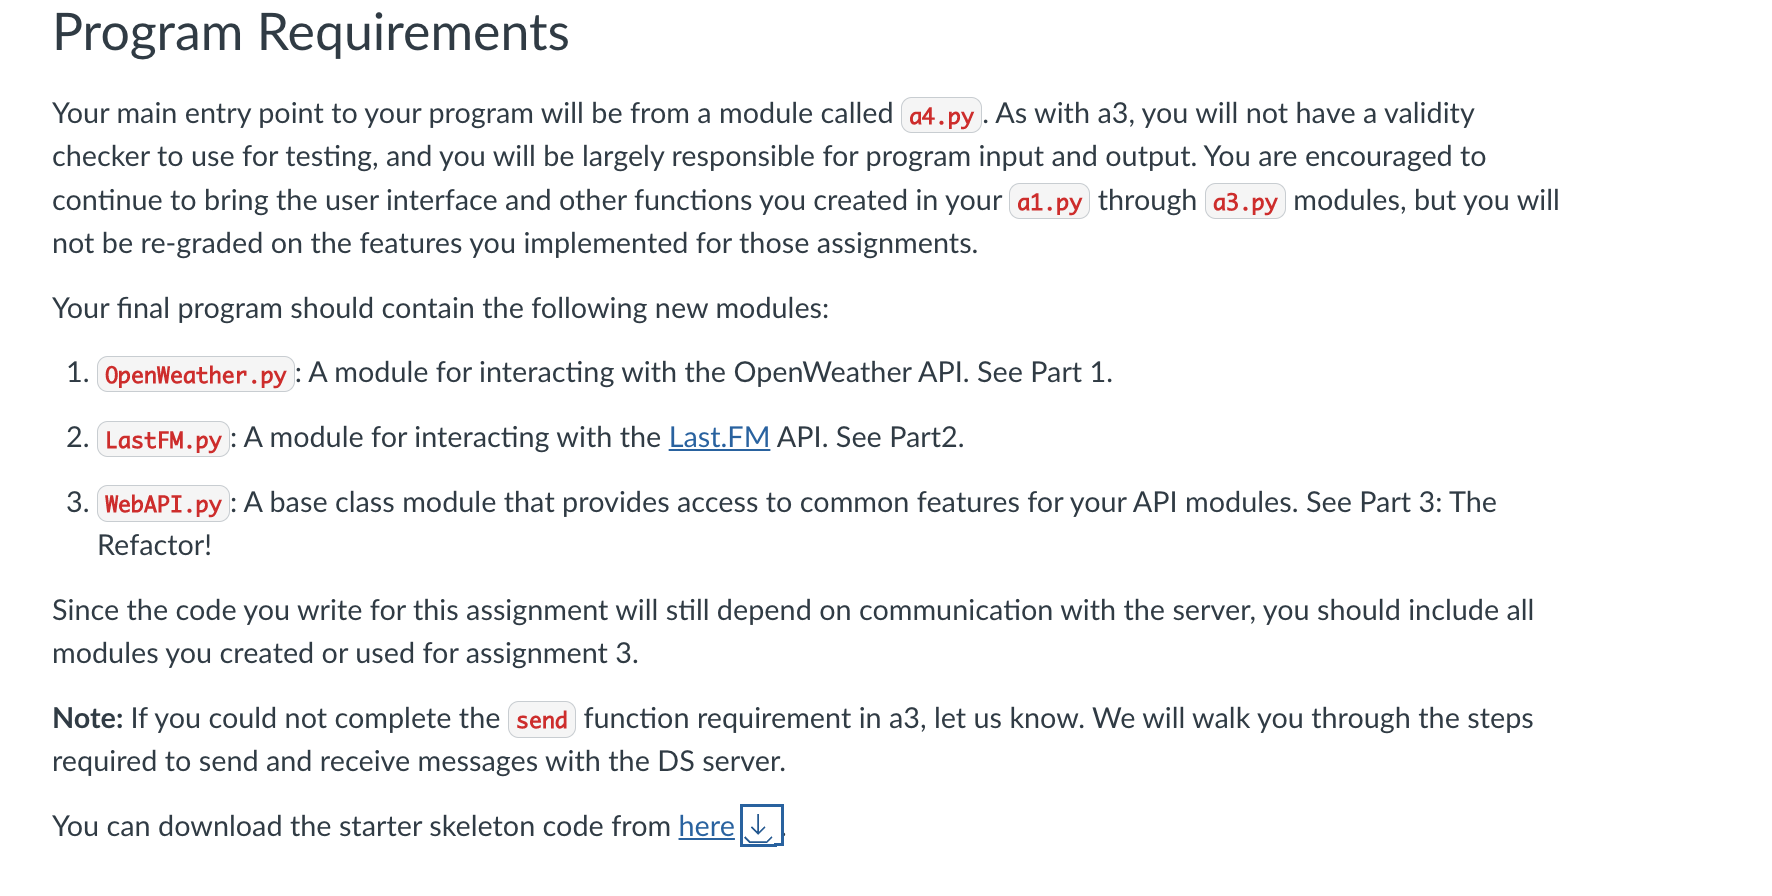 Program Requirements
Your main entry point to your program will be from a module called a4.py. As with a3, you will not have a validity
checker to use for testing, and you will be largely responsible for program input and output. You are encouraged to
continue to bring the user interface and other functions you created in your a1.py through a3.py modules, but you will
not be re-graded on the features you implemented for those assignments.
Your final program should contain the following new modules:
1. OpenWeather.py: A module for interacting with the OpenWeather API. See Part 1.
2. LastFM.py: A module for interacting with the Last.FM API. See Part2.
3. WebAPI.py: A base class module that provides access to common features for your API modules. See Part 3: The
Refactor!
Since the code you write for this assignment will still depend on communication with the server, you should include all
modules you created or used for assignment 3.
Note: If you could not complete the send function requirement in a3, let us know. We will walk you through the steps
required to send and receive messages with the DS server.
You can download the starter skeleton code from here.